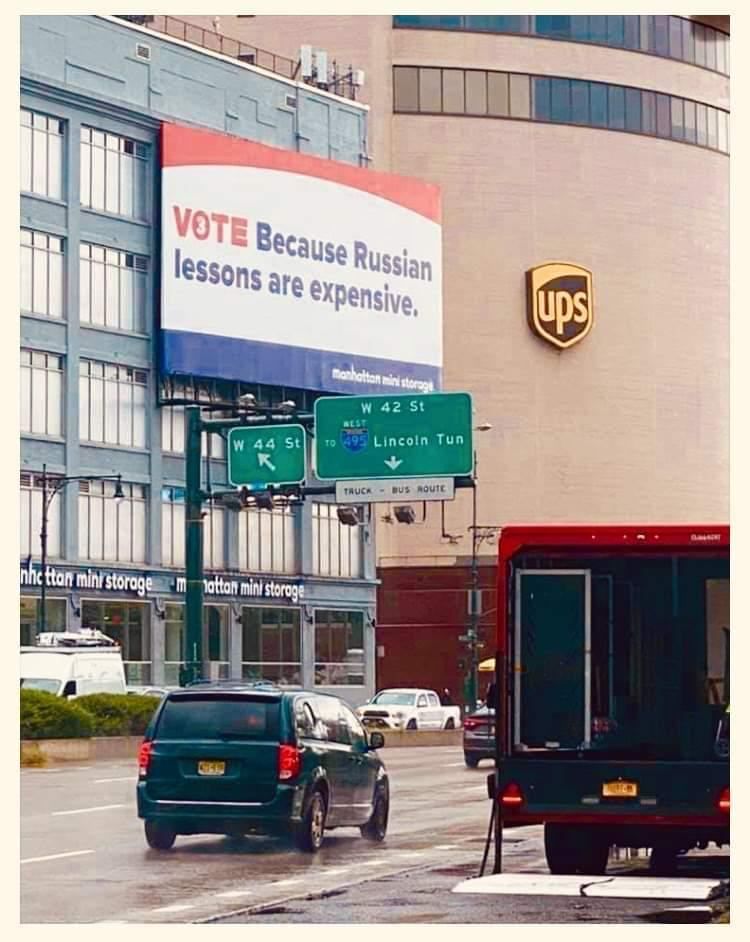 VOTE Because Russian
lessons are expensive.
manhattan mini storage
ups
W 42 St
WEST
W 44 St
TO 495 Lincoln Tun
TRUCK - BUS ROUTE
manhattan mini storage
mini storage